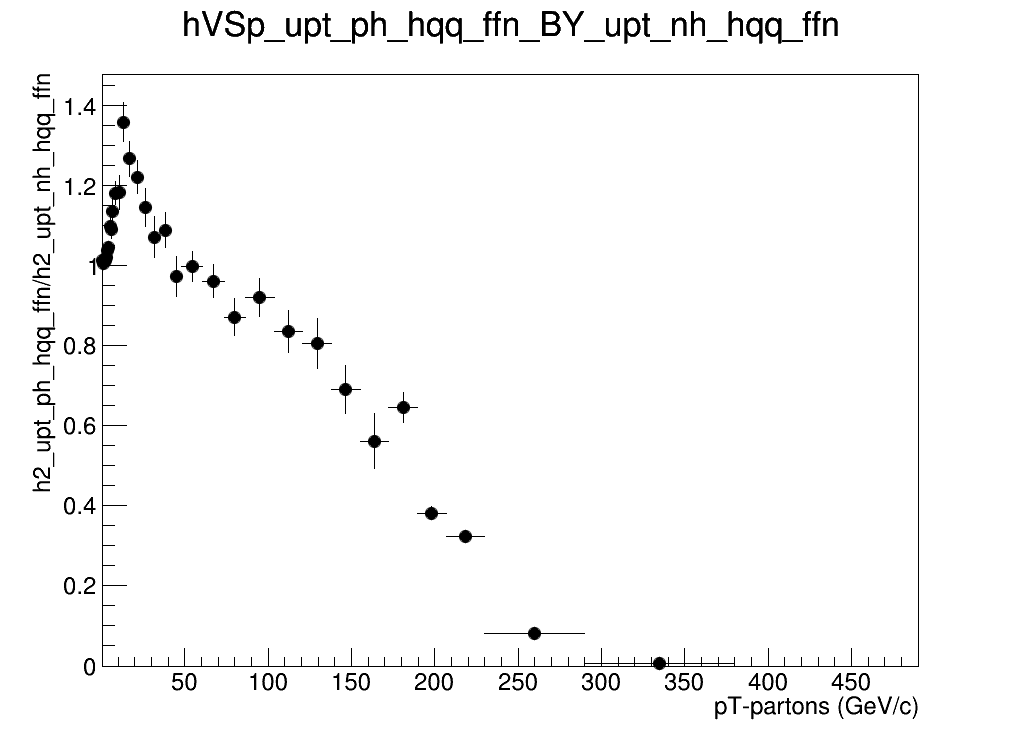 hVSp_upt_ph_hqq_ffn_BY_upt_nh_hqq_ffn
h2_upt_ph_hqq_ffn/h2_upt_nh_hqq_ffn
1.4
1.2
1
0.8
0.6
0.4
0.2
0
50 100 150 200 250 300 350 400 450
pT-partons (GeV/c)